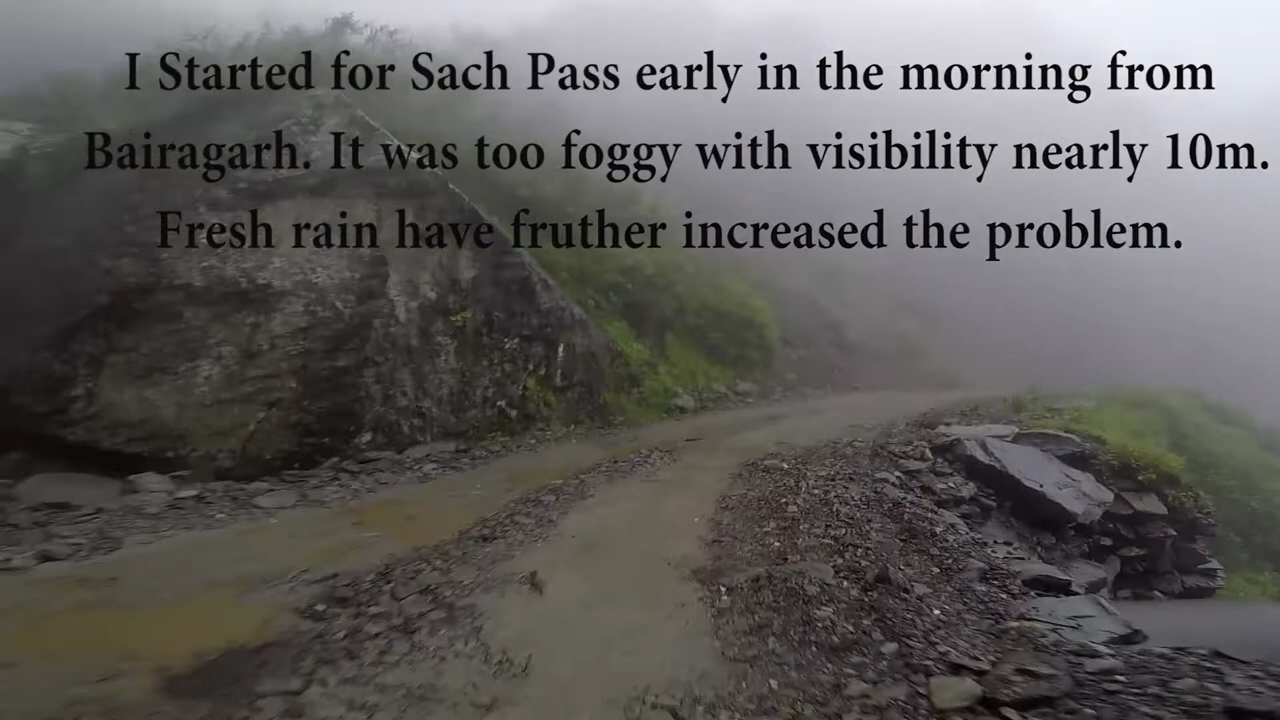 I Started for Sach Pass early in the morning from
Bairagarh. It was too foggy with visibility nearly 10m.
Fresh rain have fruther increased the problem.